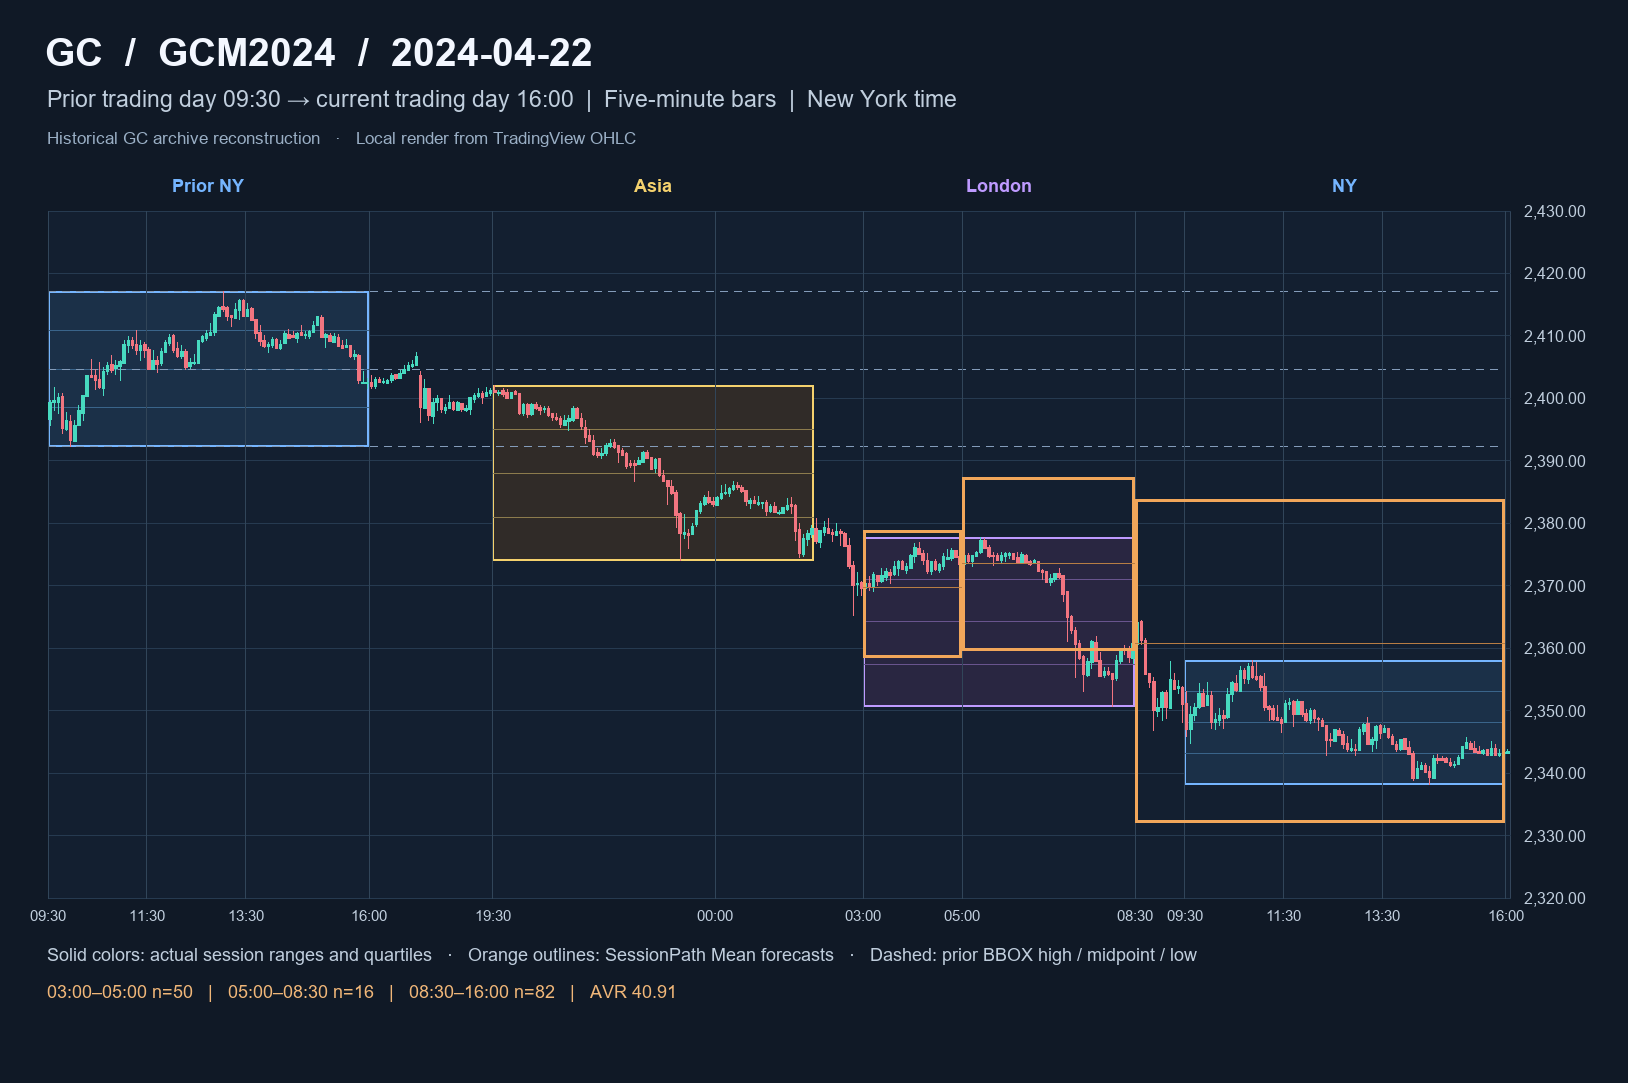 GC / GCM2024 / 2024-04-22
Prior trading day 09:30 → current trading day 16:00 | Five-minute bars | New York time
Historical GC archive reconstruction · Local render from TradingView OHLC
Prior NY Asia London NY
2,430.00
2,420.00
2,410.00
2,400.00
2,390.00
2,380.00
2,370.00
2,360.00
2,350.00
2,340.00
2,330.00
2,320.00
09:30 11:30 13:30 16:00 19:30 00:00 03:00 05:00 08:30 09:30 11:30 13:30 16:00
Solid colors: actual session ranges and quartiles · Orange outlines: SessionPath Mean forecasts · Dashed: prior BBOX high / midpoint / low
03:00–05:00 n=50 | 05:00–08:30 n=16 | 08:30–16:00 n=82 | AVR 40.91